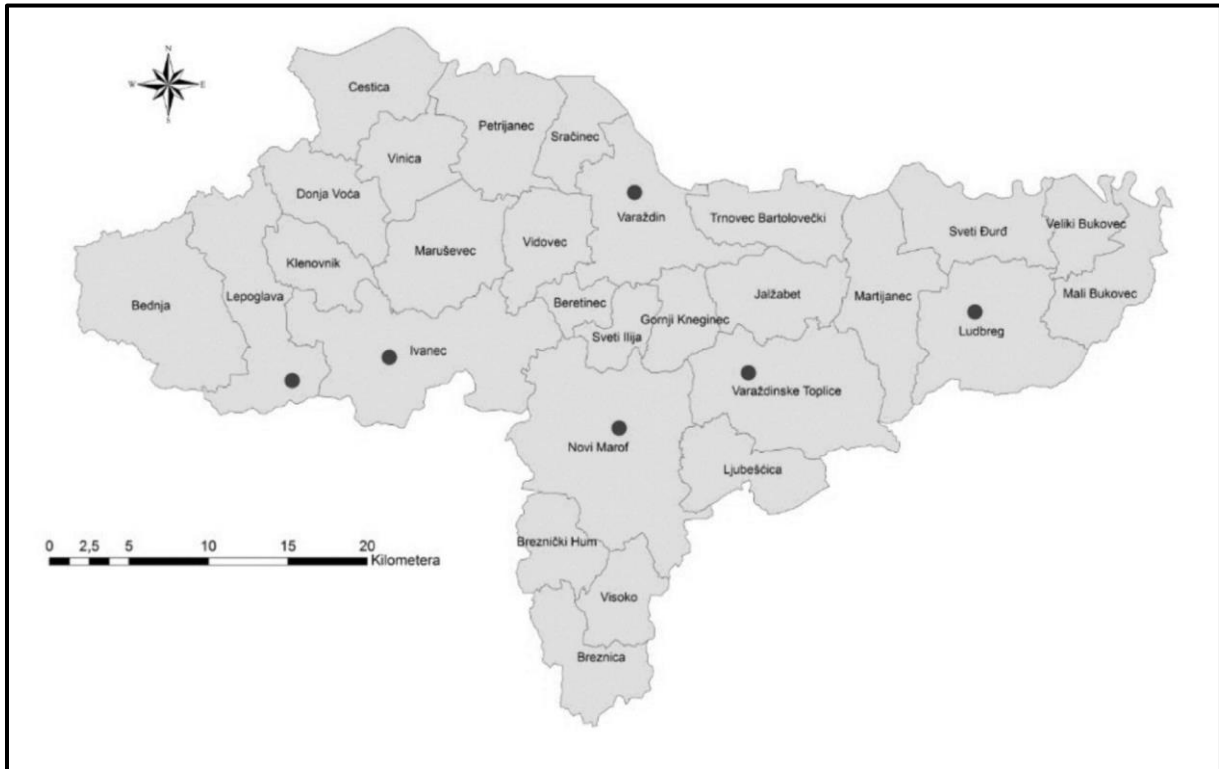 N
W E
S
Cestica
Petrijanec
Sračinec
Vinica
Donja Voća
Varaždin
Trnovec Bartolovečki
Veliki Bukovec
Sveti Đurđ
Vidovec
Maruševec
Klenovnik
Lepoglava
Bednja
Beretinec
Jalžabet
Martijanec
Mali Bukovec
Gornji Kneginec
Sveti Ilija
Ludbreg
Ivanec
Varaždinske Toplice
Novi Marof
Ljubešćica
Breznički Hum
Visoko
Breznica
0 2,5 5 10 15 20
Kilometera